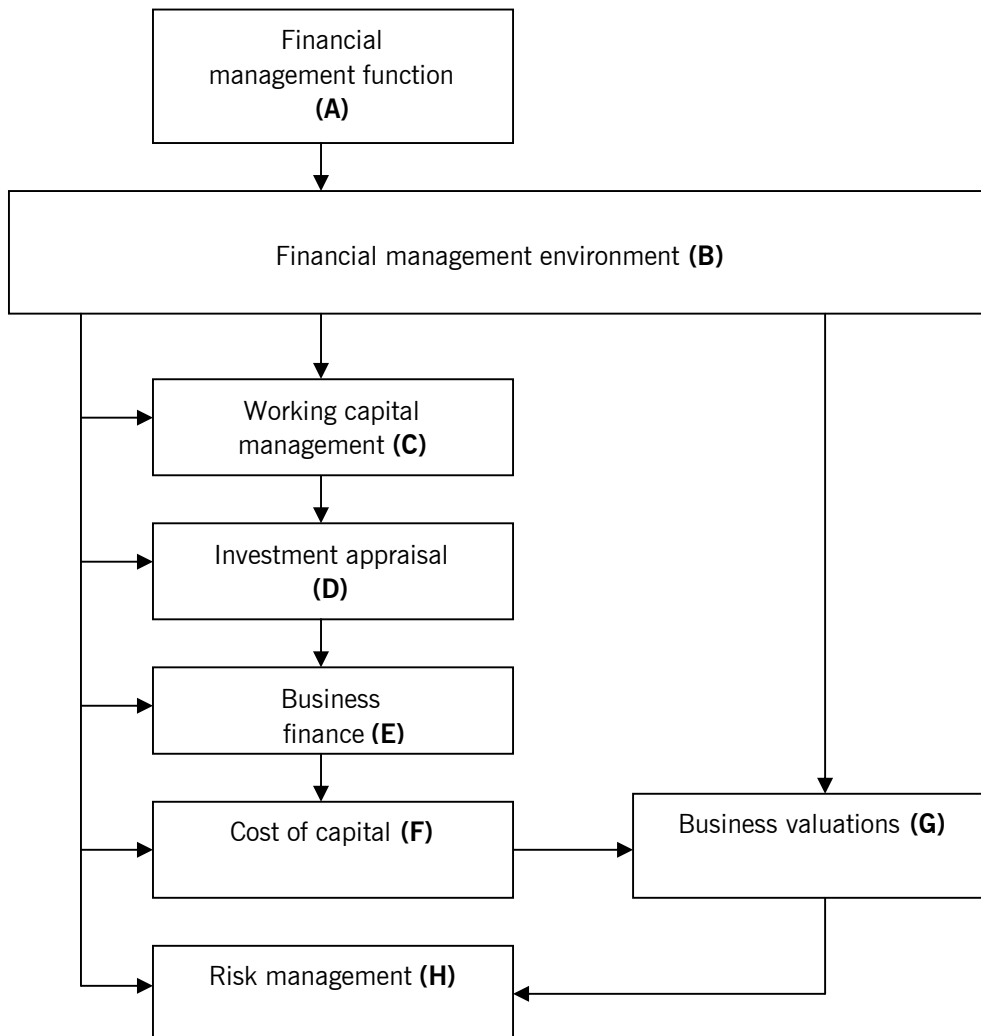 Financial
management function
(A)
Financial management environment (B)
Working capital
management (C)
Investment appraisal
(D)
Business
finance (E)
Cost of capital (F)
Business valuations (G)
Risk management (H)